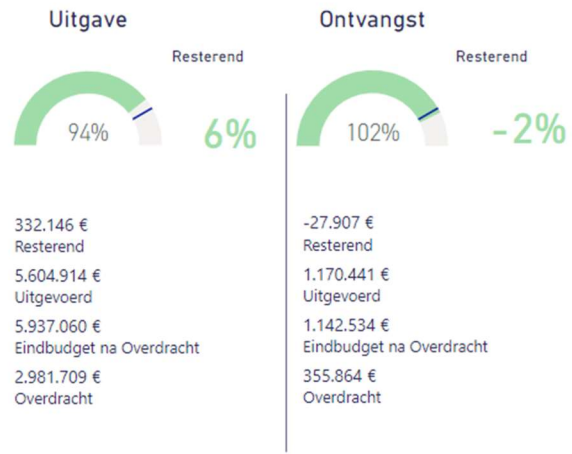 Uitgave
Resterend
94%
6%
332.146 €
Resterend
5.604.914 €
Uitgevoerd
5.937.060 €
Eindbudget na Overdracht
2.981.709 €
Overdracht
Ontvangst
Resterend
102%
-2%
-27.907 €
Resterend
1.170.441 €
Uitgevoerd
1.142.534 €
Eindbudget na Overdracht
355.864 €
Overdracht